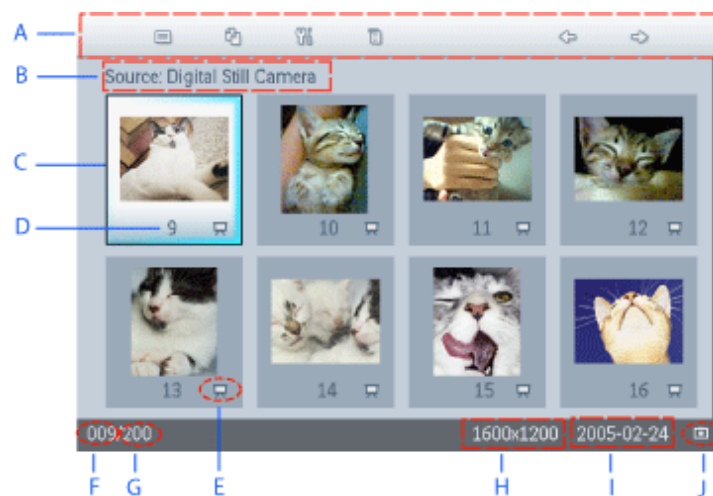 A
B
Source: Digital Still Camera
C
D
9
10
11
12
13
14
15
16
009/200
1600x1200
2005-02-24
F
G
E
H
I
J